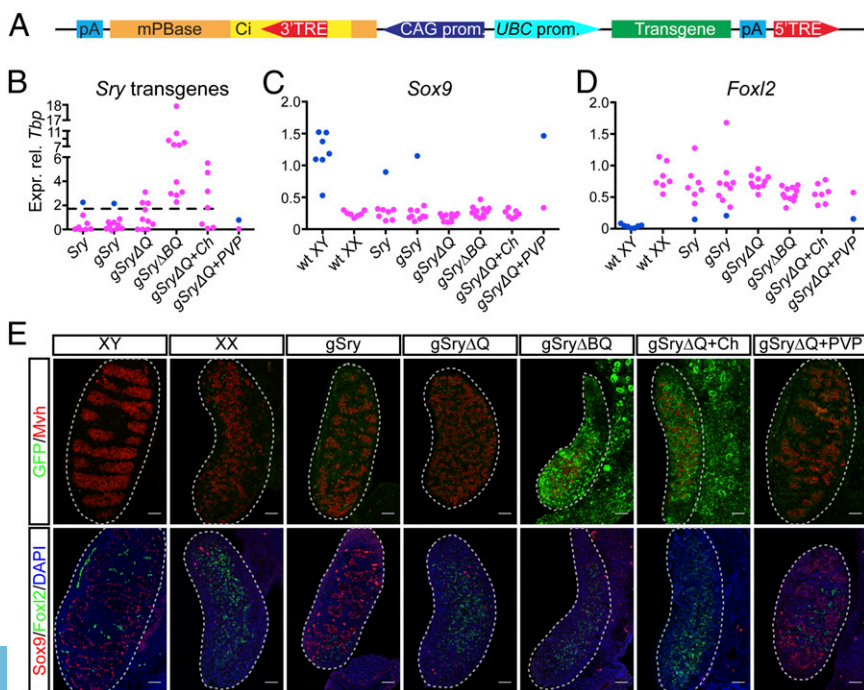 A
pA mPBase Ci 3'TRE CAG prom. UBC prom. Transgene pA 5'TRE
B
Sry transgenes
Expr. rel. Tbp
18
17
11
9
7
6
4
2
0
Sry
gSry
gSryΔQ
gSryΔBQ
gSryΔQ+Ch
gSryΔQ+PVP
C
Sox9
2.0
1.5
1.0
0.5
0
wt XY
wt XX
Sry
gSry
gSryΔQ
gSryΔBQ
gSryΔQ+Ch
gSryΔQ+PVP
D
Foxl2
2.0
1.5
1.0
0.5
0
wt XY
wt XX
Sry
gSry
gSryΔQ
gSryΔBQ
gSryΔQ+Ch
gSryΔQ+PVP
E
XY XX gSry gSryΔQ gSryΔBQ gSryΔQ+Ch gSryΔQ+PVP
GFP/Mvh
Sox9/Foxl2/DAPI